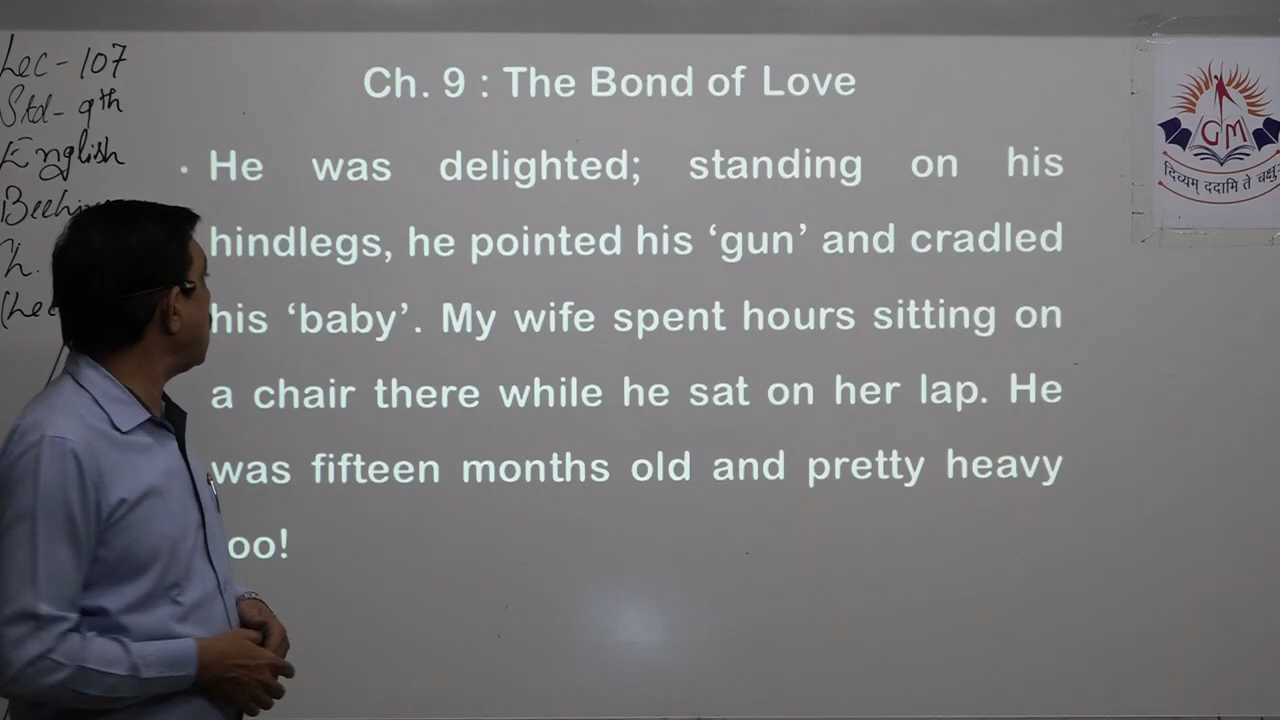 Lec - 107
Std - 9th
English
Ch. 9 : The Bond of Love
• He was delighted; standing on his
hindlegs, he pointed his ‘gun’ and cradled
his ‘baby’. My wife spent hours sitting on
a chair there while he sat on her lap. He
was fifteen months old and pretty heavy
oo!
GM
दिव्यम् ददामि ते चक्षुः